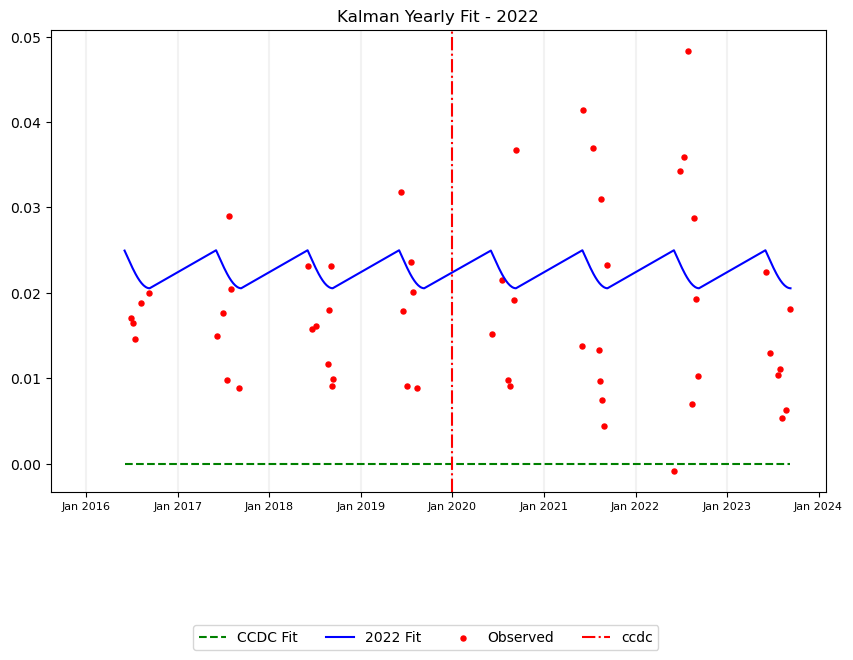 Kalman Yearly Fit - 2022
0.05
0.04
0.03
0.02
0.01
0.00
Jan 2016 Jan 2017 Jan 2018 Jan 2019 Jan 2020 Jan 2021 Jan 2022 Jan 2023 Jan 2024
CCDC Fit 2022 Fit Observed ccdc